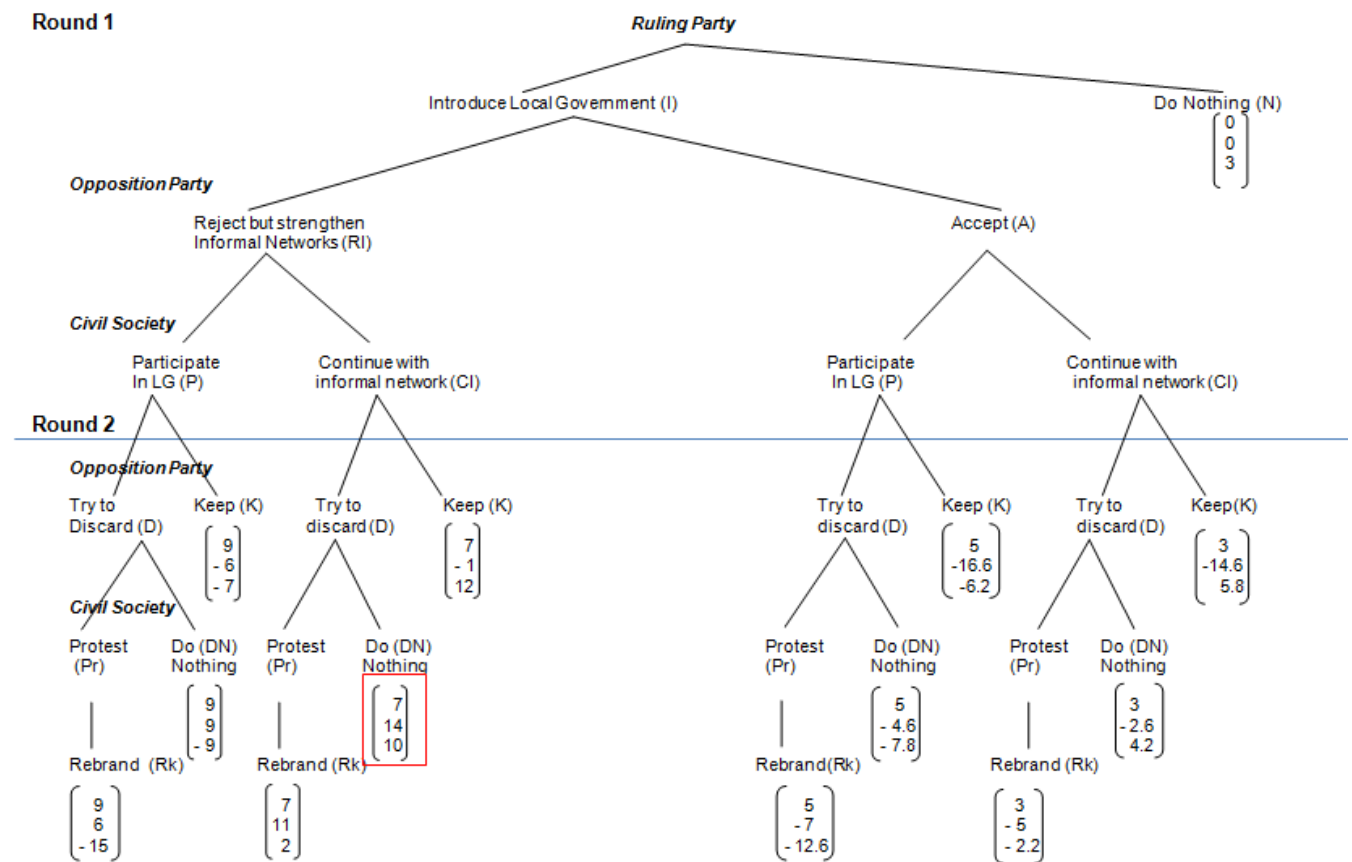 Round 1
Ruling Party
Introduce Local Government (I)
Do Nothing (N)
0
0
3
Opposition Party
Reject but strengthen
Informal Networks (RI)
Accept (A)
Civil Society
Participate
In LG (P)
Continue with
informal network (CI)
Participate
In LG (P)
Continue with
informal network (CI)
Round 2
Opposition Party
Try to
Discard (D)
Keep (K)
9
- 6
- 7
Try to
discard (D)
Keep (K)
7
- 1
12
Try to
discard (D)
Keep (K)
5
-16.6
-6.2
Try to
discard (D)
Keep(K)
3
-14.6
5.8
Civil Society
Protest
(Pr)
Do (DN)
Nothing
9
9
- 9
Protest
(Pr)
Do (DN)
Nothing
7
14
10
Protest
(Pr)
Do (DN)
Nothing
5
- 4.6
- 7.8
Protest
(Pr)
Do (DN)
Nothing
3
- 2.6
4.2
Rebrand (Rk)
9
6
- 15
Rebrand (Rk)
7
11
2
Rebrand(Rk)
5
-7
-12.6
Rebrand (Rk)
3
- 5
- 2.2